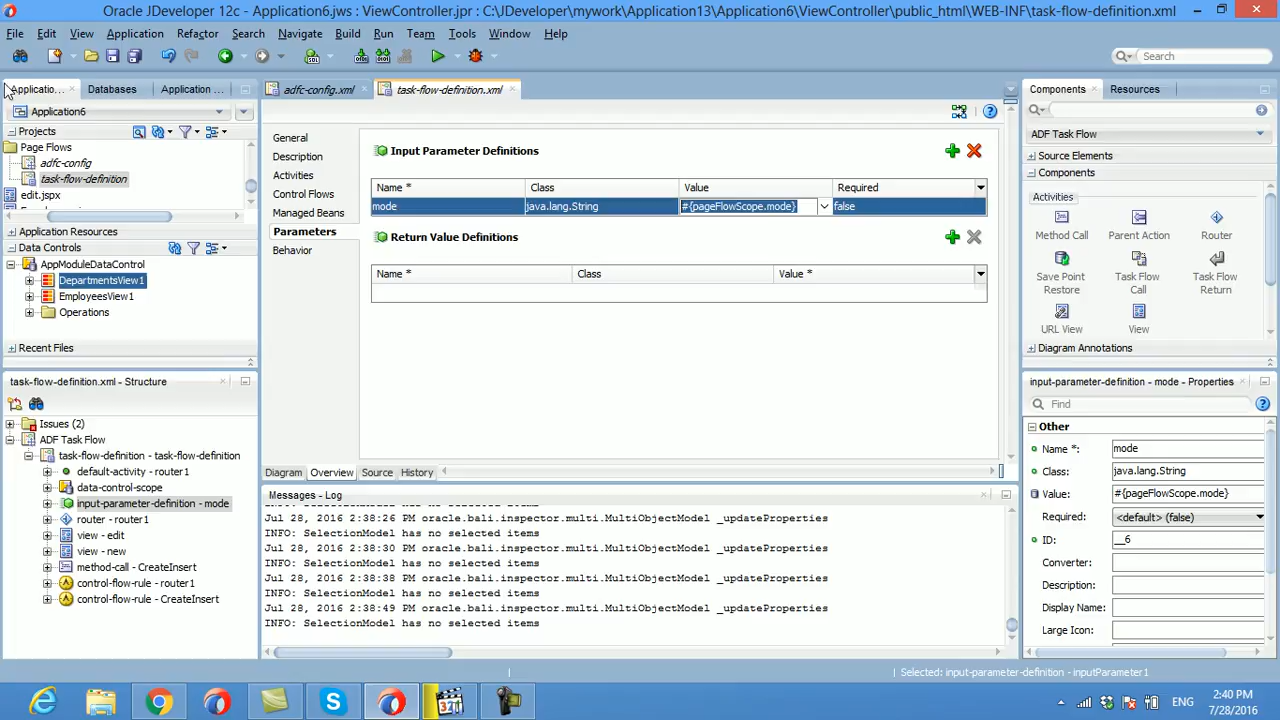 Oracle JDeveloper 12c - Application6.jws : ViewController.jpr : C:\JDeveloper\mywork\Application13\Application6\ViewController\public_html\WEB-INF\task-flow-definition.xml
File Edit View Application Refactor Search Navigate Build Run Team Tools Window Help
Search
Applicatio... Databases Application ...
adfc-config.xml task-flow-definition.xml
Components Resources
Application6
Projects
Page Flows
adfc-config
task-flow-definition
edit.jspx
Application Resources
Data Controls
AppModuleDataControl
DepartmentsView1
EmployeesView1
Operations
Recent Files
task-flow-definition.xml - Structure
Issues (2)
ADF Task Flow
task-flow-definition - task-flow-definition
default-activity - router1
data-control-scope
input-parameter-definition - mode
router - router1
view - edit
view - new
method-call - CreateInsert
control-flow-rule - router1
control-flow-rule - CreateInsert
General
Description
Activities
Control Flows
Managed Beans
Parameters
Behavior
Input Parameter Definitions
Name * Class Value Required
mode java.lang.String #{pageFlowScope.mode} false
Return Value Definitions
Name * Class Value *
Diagram Overview Source History
Messages - Log
Jul 28, 2016 2:38:26 PM oracle.bali.inspector.multi.MultiObjectModel _updateProperties
INFO: SelectionModel has no selected items
Jul 28, 2016 2:38:30 PM oracle.bali.inspector.multi.MultiObjectModel _updateProperties
INFO: SelectionModel has no selected items
Jul 28, 2016 2:38:38 PM oracle.bali.inspector.multi.MultiObjectModel _updateProperties
INFO: SelectionModel has no selected items
Jul 28, 2016 2:38:49 PM oracle.bali.inspector.multi.MultiObjectModel _updateProperties
INFO: SelectionModel has no selected items
ADF Task Flow
Source Elements
Components
Activities
Method Call Parent Action Router
Save Point Restore Task Flow Call Task Flow Return
URL View View
Diagram Annotations
input-parameter-definition - mode - Properties
Find
Other
Name *: mode
Class: java.lang.String
Value: #{pageFlowScope.mode}
Required: <default> (false)
ID: __6
Converter:
Description:
Display Name:
Large Icon:
Selected: input-parameter-definition - inputParameter1
ENG
2:40 PM
7/28/2016